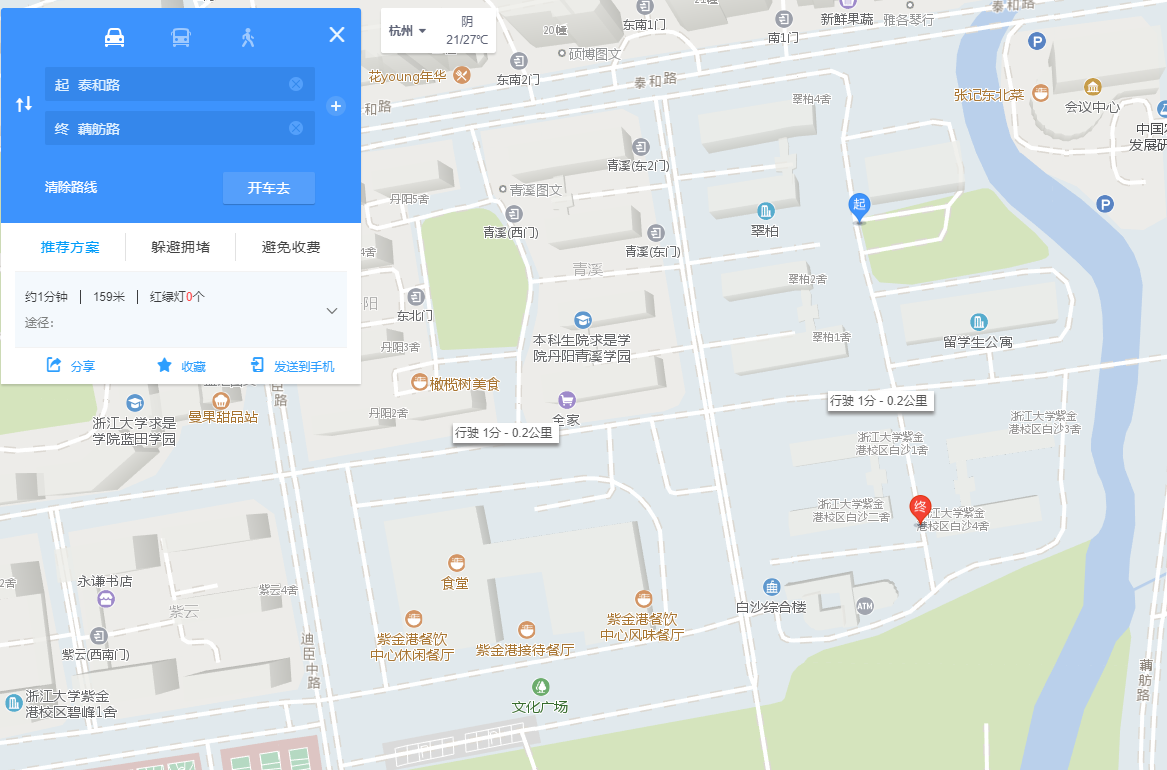 起 泰和路
终 藕舫路
清除路线
开车去
推荐方案
躲避拥堵
避免收费
约1分钟 | 159米 | 红绿灯0个
途径:
分享
收藏
发送到手机
杭州
阴
21/27℃
东南1门
20幢
硕博图文
东南2门
花young年华
新鲜果蔬
雅各琴行
南1门
泰和路
泰和路
和路
P
张记东北菜
会议中心
翠柏4舍
青溪(东2门)
青溪图文
丹阳5舍
青溪(西门)
青溪(东门)
翠柏
起
P
青溪
翠柏2舍
东北门
本科生院求是学
院丹阳青溪学园
翠柏1舍
留学生公寓
丹阳3舍
橄榄树美食
丹阳2舍
全家
行驶 1分 - 0.2公里
行驶 1分 - 0.2公里
浙江大学求是
学院蓝田学园
曼果甜品站
浙江大学紫金
港校区白沙1舍
浙江大学紫金
港校区白沙3舍
浙江大学紫金
港校区白沙二舍
终
浙江大学紫金
港校区白沙4舍
永谦书店
紫云
紫云4舍
紫云(西南门)
食堂
紫金港餐饮
中心休闲餐厅
紫金港接待餐厅
紫金港餐饮
中心风味餐厅
白沙综合楼
ATM
迪臣中路
文化广场
浙江大学紫金
港校区碧峰1舍
藕舫路